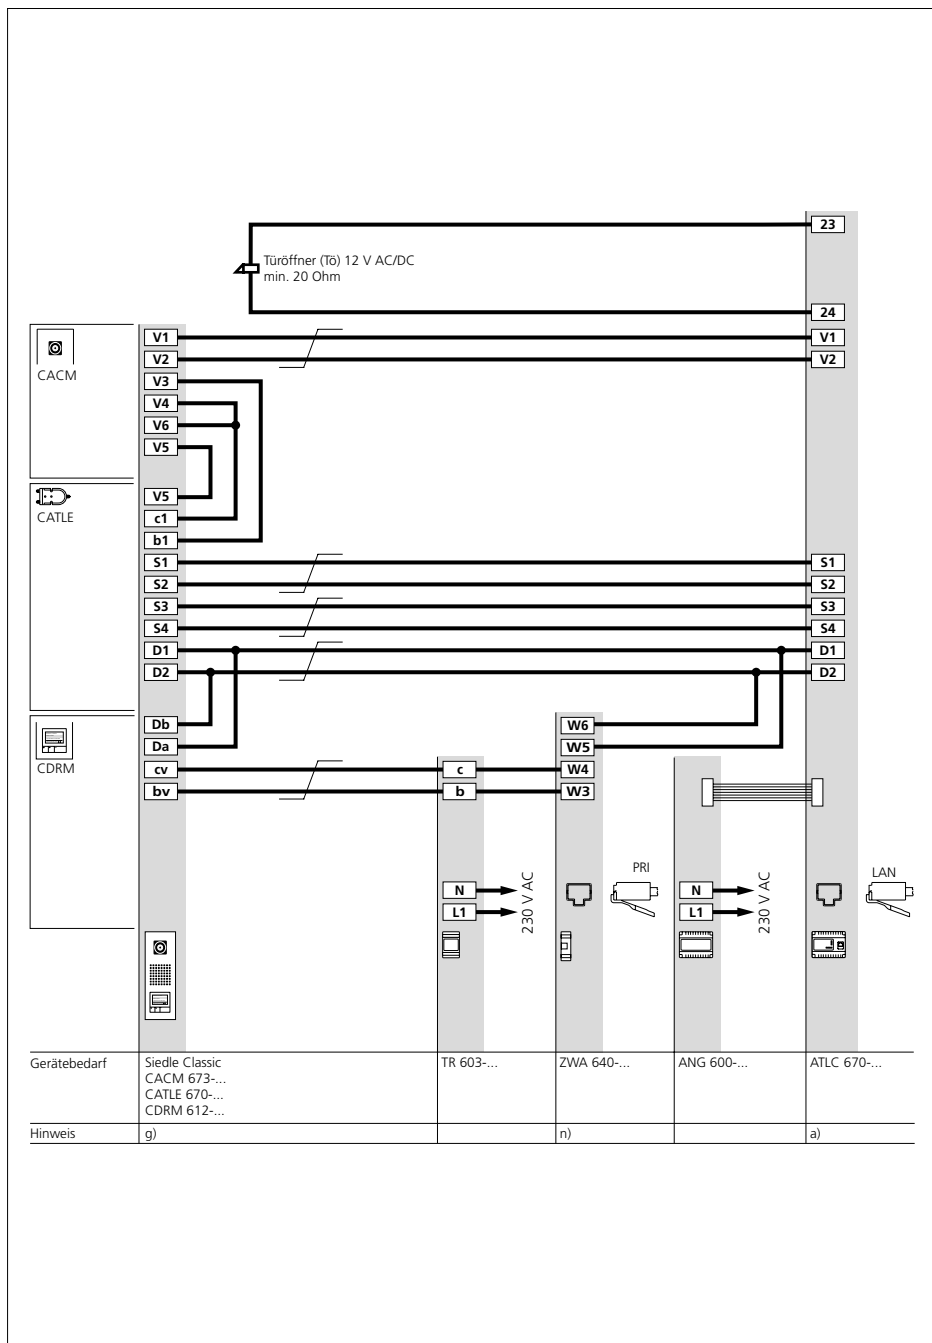 23
Türöffner (Tö) 12 V AC/DC
min. 20 Ohm
24
CACM
V1
V1
V2
V2
V3
V4
V6
V5
CATLE
V5
c1
b1
S1
S1
S2
S2
S3
S3
S4
S4
D1
D1
D2
D2
CDRM
Db
W6
Da
W5
cv
c
W4
bv
b
W3
PRI
LAN
N
230 V AC
N
230 V AC
L1
L1
Gerätebedarf
Siedle Classic
CACM 673-...
CATLE 670-...
CDRM 612-...
TR 603-...
ZWA 640-...
ANG 600-...
ATLC 670-...
Hinweis
g)
n)
a)